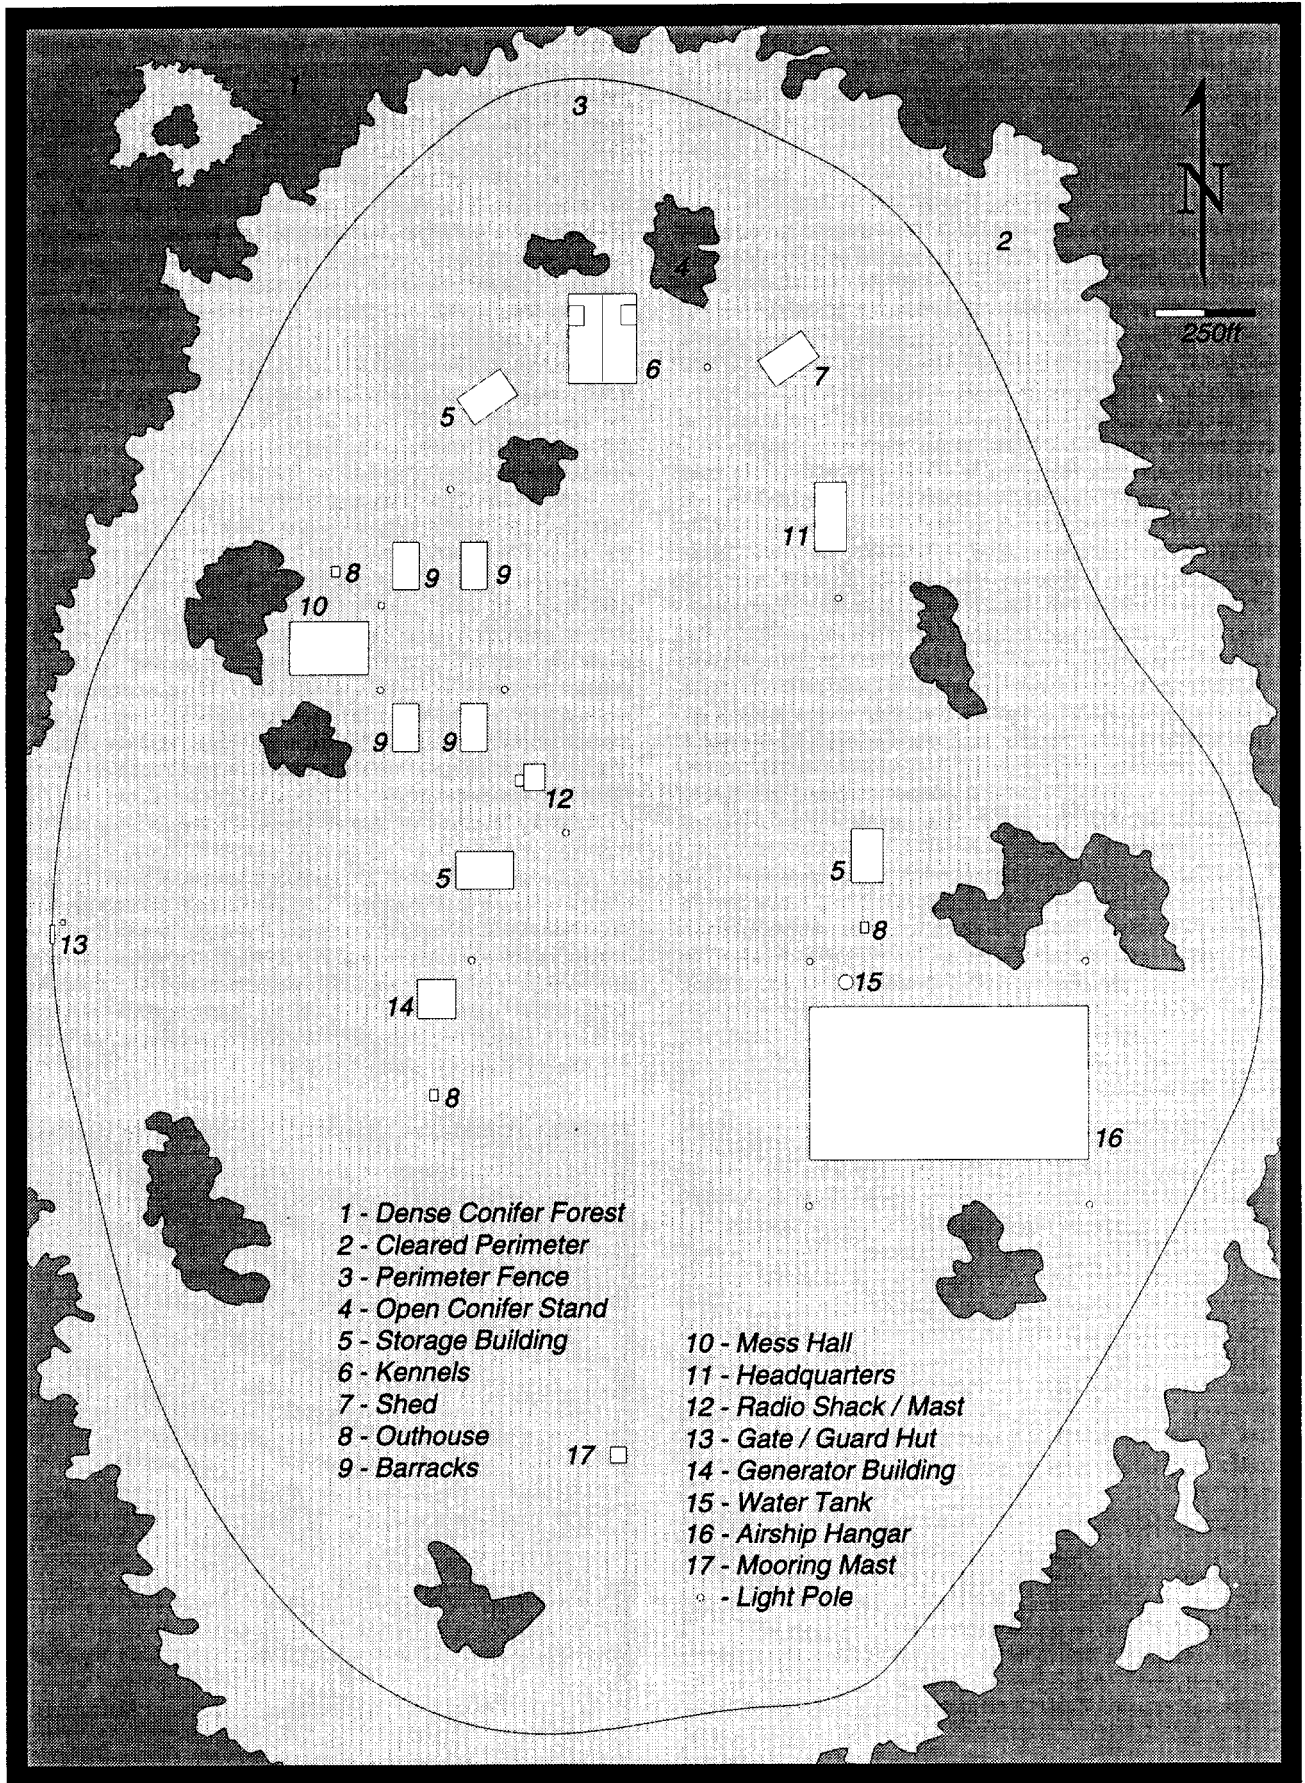 1
3
N
2
4
250ft
6
7
5
11
8
9
9
10
9
9
12
5
5
13
8
14
15
8
16
1 - Dense Conifer Forest
2 - Cleared Perimeter
3 - Perimeter Fence
4 - Open Conifer Stand
5 - Storage Building
6 - Kennels
7 - Shed
8 - Outhouse
9 - Barracks
17
10 - Mess Hall
11 - Headquarters
12 - Radio Shack / Mast
13 - Gate / Guard Hut
14 - Generator Building
15 - Water Tank
16 - Airship Hangar
17 - Mooring Mast
- Light Pole